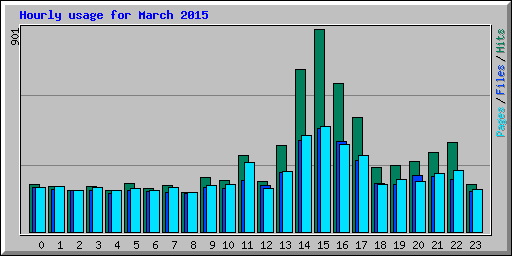 Hourly usage for March 2015
901
Pages/Files/Hits
0 1 2 3 4 5 6 7 8 9 10 11 12 13 14 15 16 17 18 19 20 21 22 23